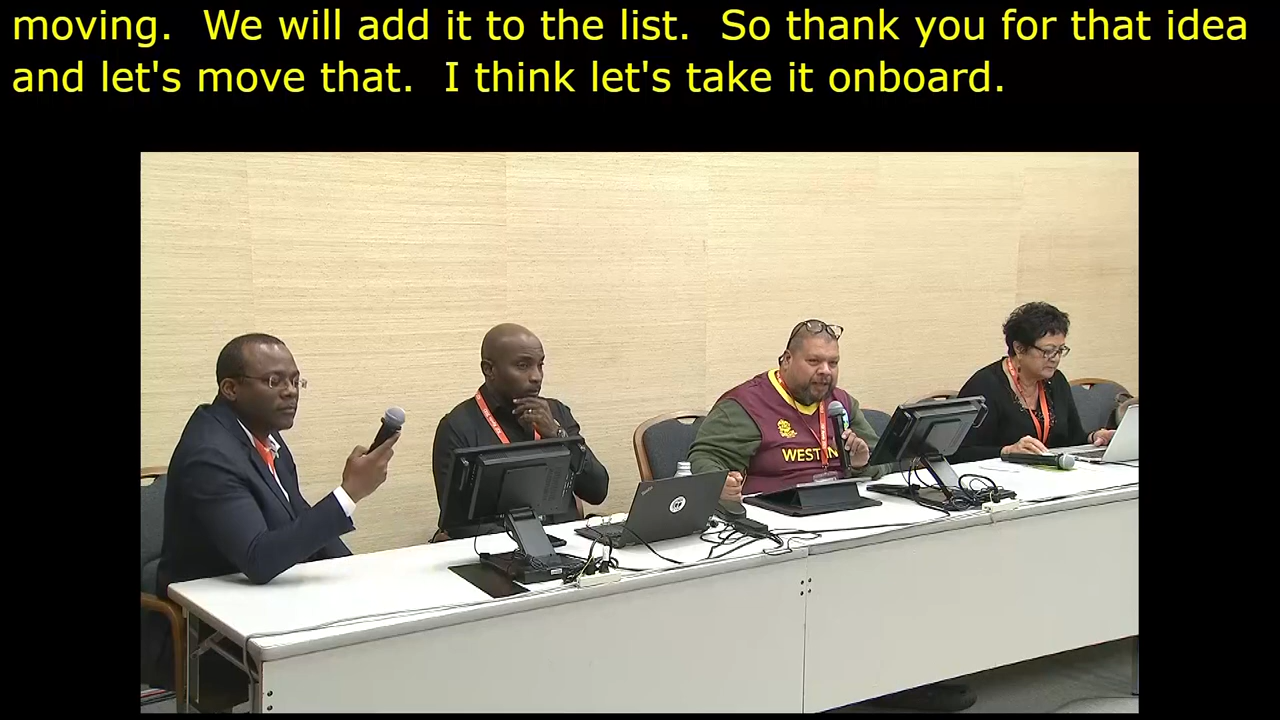 moving.  We will add it to the list.  So thank you for that idea
and let's move that.  I think let's take it onboard.